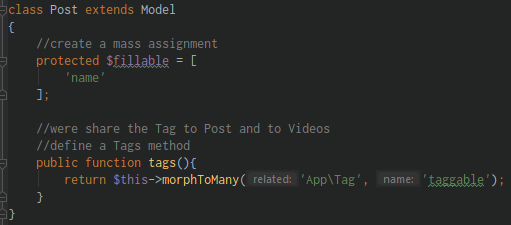 class Post extends Model
{
    //create a mass assignment
    protected $fillable = [
        'name'
    ];

    //were share the Tag to Post and to Videos
    //define a Tags method
    public function tags(){
        return $this->morphToMany( related: 'App\Tag', name: 'taggable');
    }
}